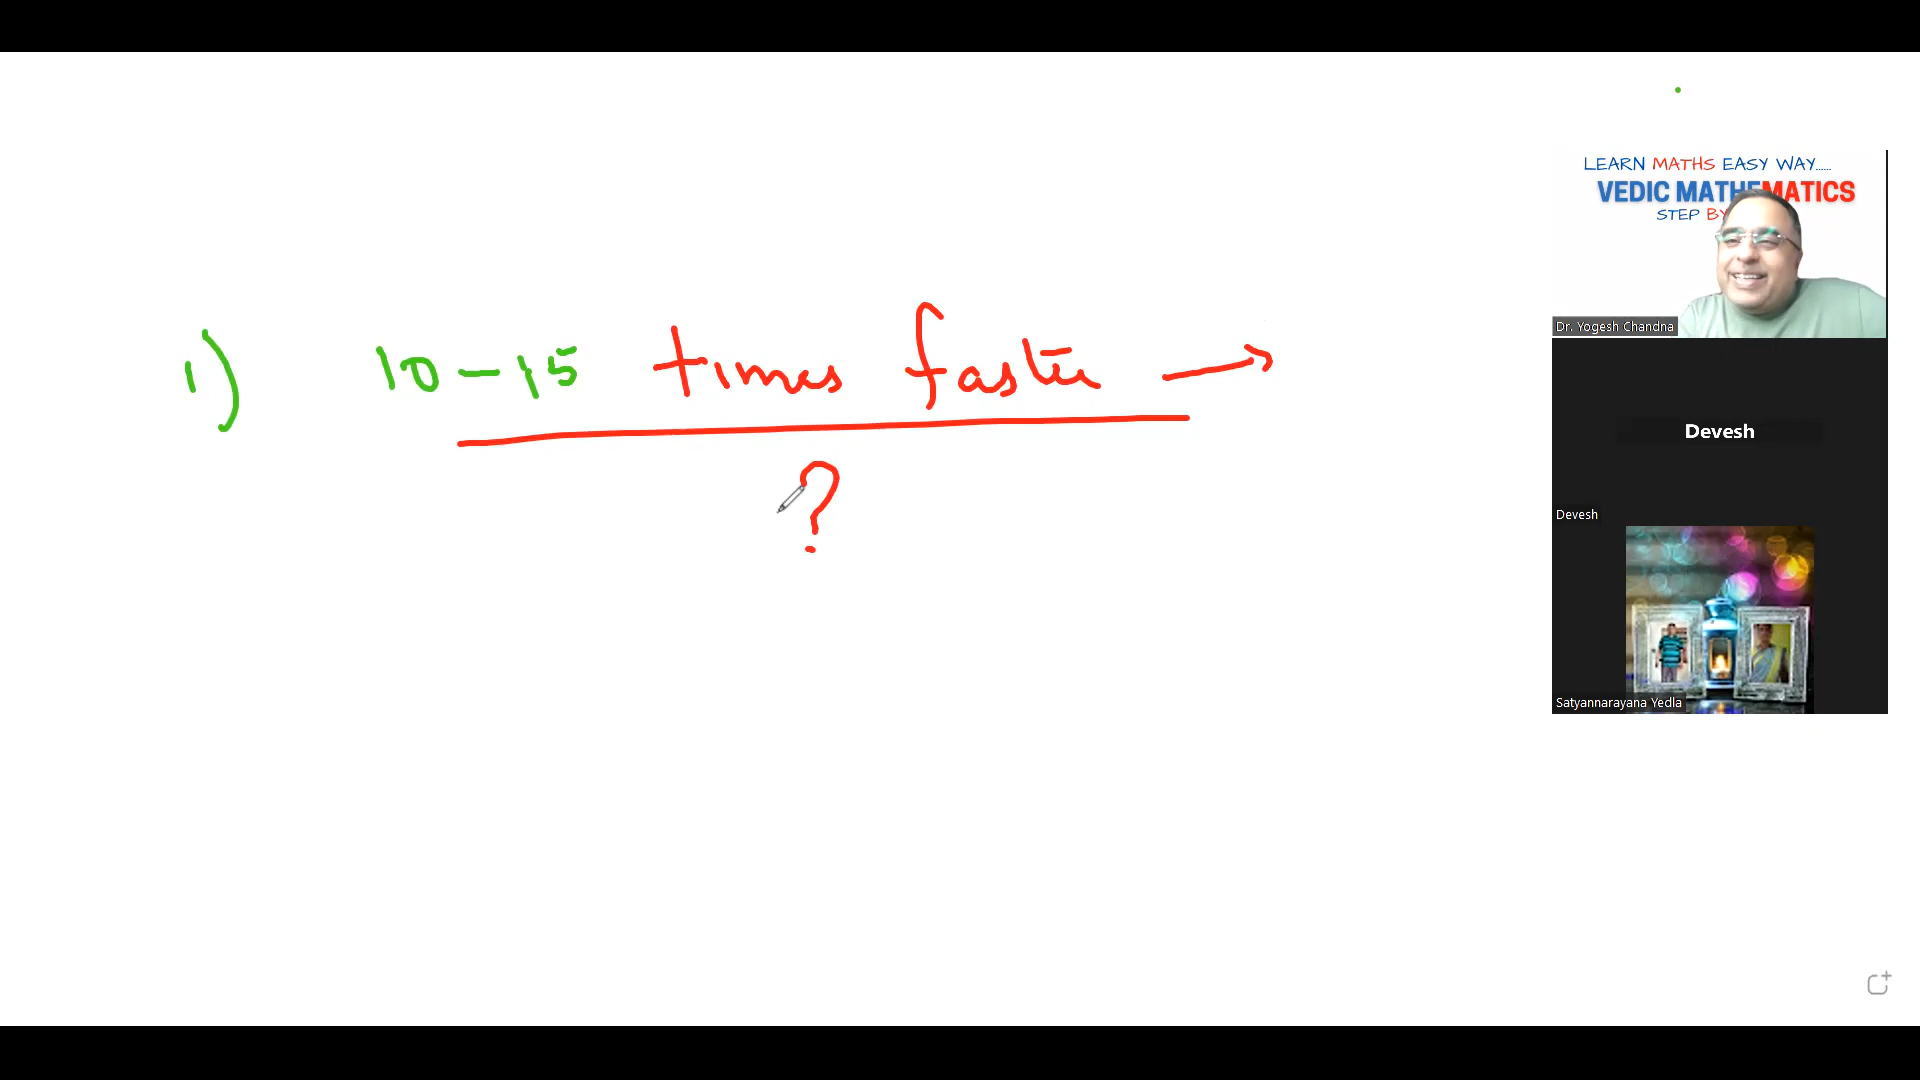 1) 10-15 times faster →
?
LEARN MATHS EASY WAY......
VEDIC MATHEMATICS
STEP BY
Dr. Yogesh Chandna
Devesh
Devesh
Satyannarayana Yedla